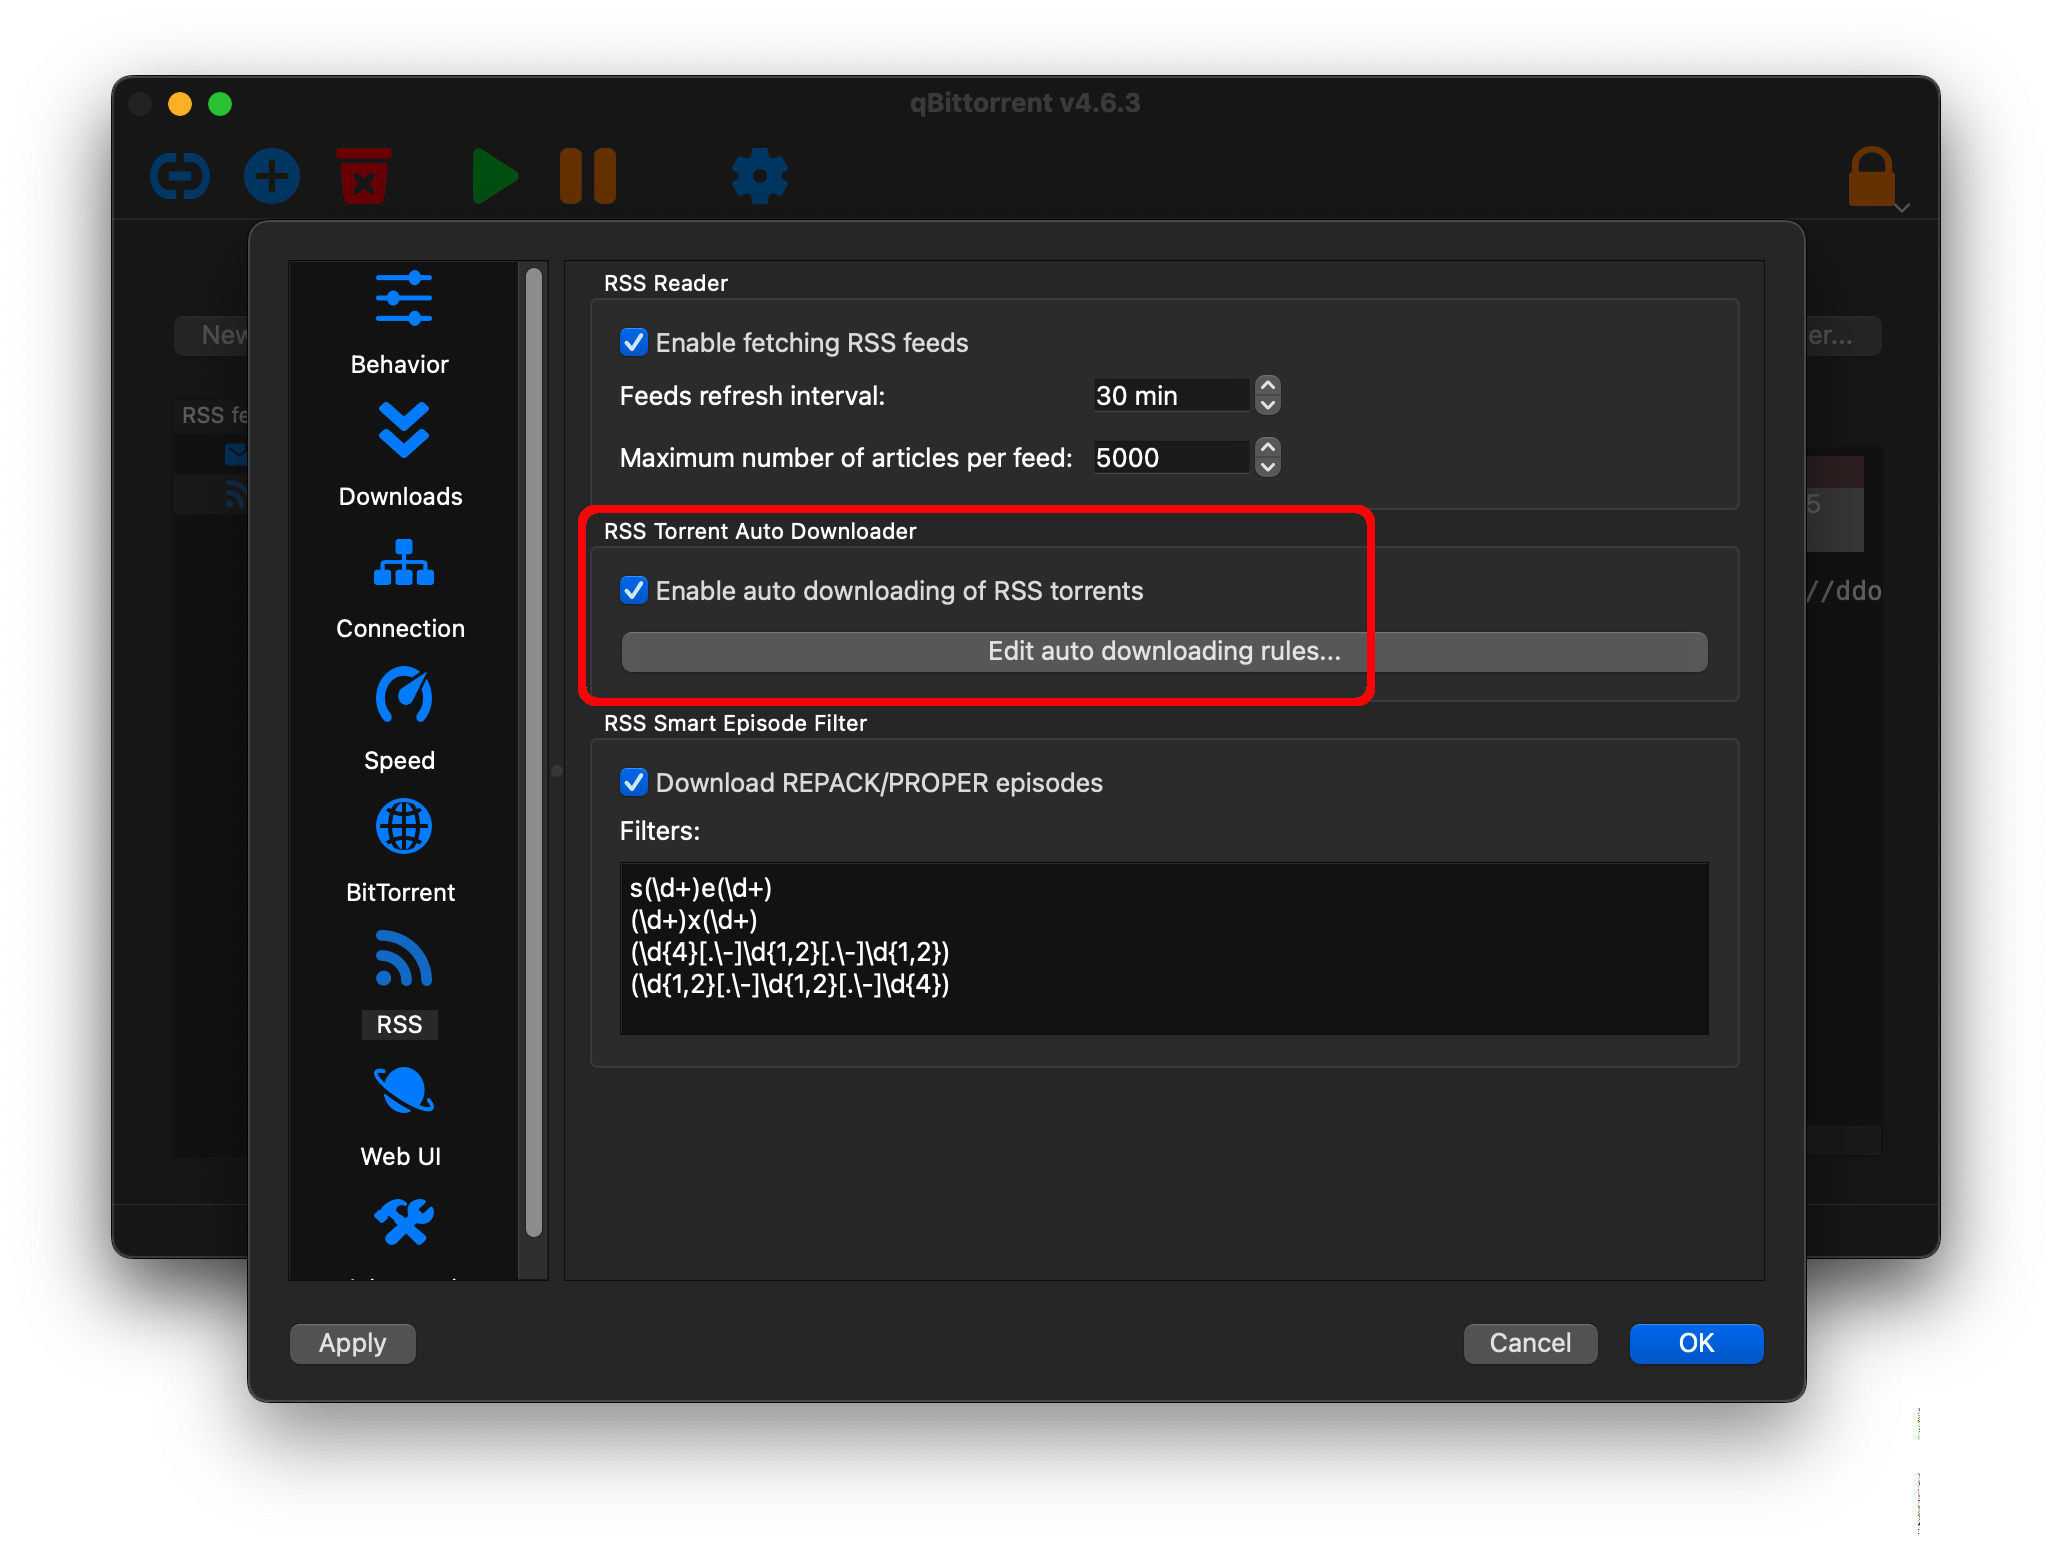 qBittorrent v4.6.3
New
er...
RSS fe
5
//ddo
Behavior
Downloads
Connection
Speed
BitTorrent
RSS
Web UI
RSS Reader
Enable fetching RSS feeds
Feeds refresh interval: 30 min
Maximum number of articles per feed: 5000
RSS Torrent Auto Downloader
Enable auto downloading of RSS torrents
Edit auto downloading rules...
RSS Smart Episode Filter
Download REPACK/PROPER episodes
Filters:
s(\d+)e(\d+)
(\d+)x(\d+)
(\d{4}[.\-]\d{1,2}[.\-]\d{1,2})
(\d{1,2}[.\-]\d{1,2}[.\-]\d{4})
Apply
Cancel
OK